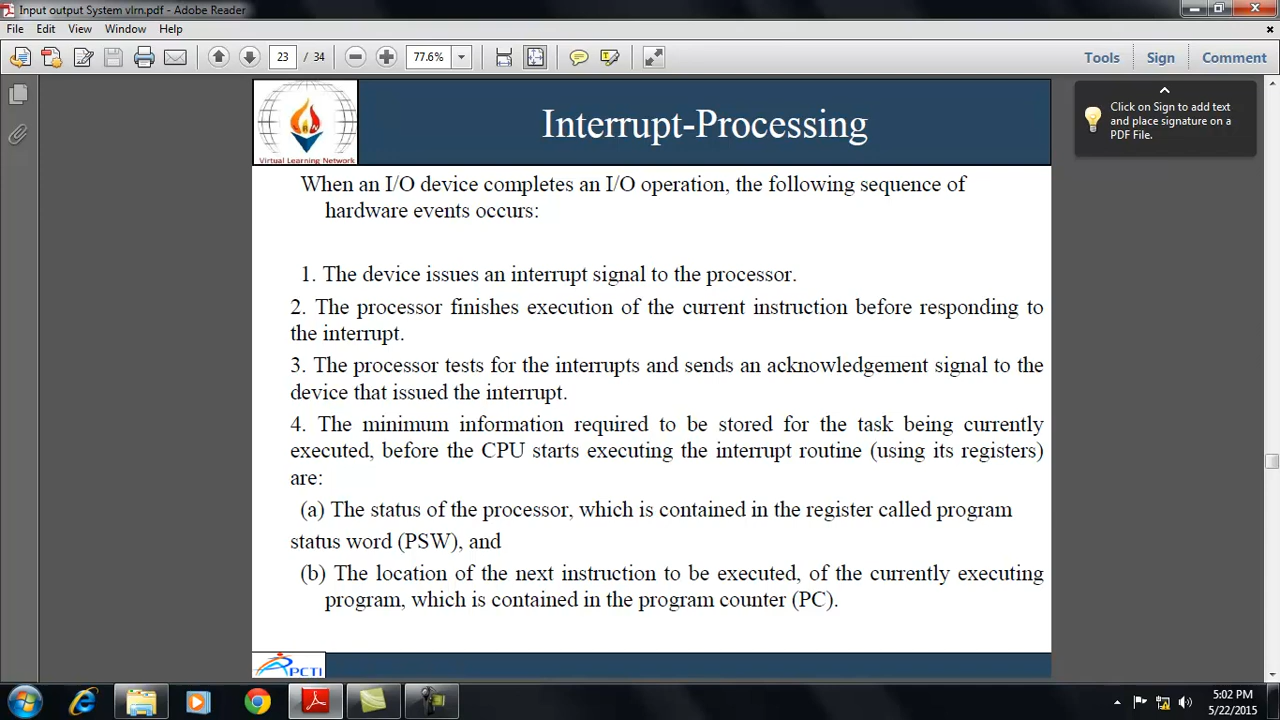 Input output System vlrn.pdf - Adobe Reader
File Edit View Window Help
23 / 34 77.6% Tools Sign Comment
Click on Sign to add text
and place signature on a
PDF File.
Virtual Learning Network
Interrupt-Processing
When an I/O device completes an I/O operation, the following sequence of
hardware events occurs:
1. The device issues an interrupt signal to the processor.
2. The processor finishes execution of the current instruction before responding to
the interrupt.
3. The processor tests for the interrupts and sends an acknowledgement signal to the
device that issued the interrupt.
4. The minimum information required to be stored for the task being currently
executed, before the CPU starts executing the interrupt routine (using its registers)
are:
(a) The status of the processor, which is contained in the register called program
status word (PSW), and
(b) The location of the next instruction to be executed, of the currently executing
program, which is contained in the program counter (PC).
PCTI
5:02 PM
5/22/2015